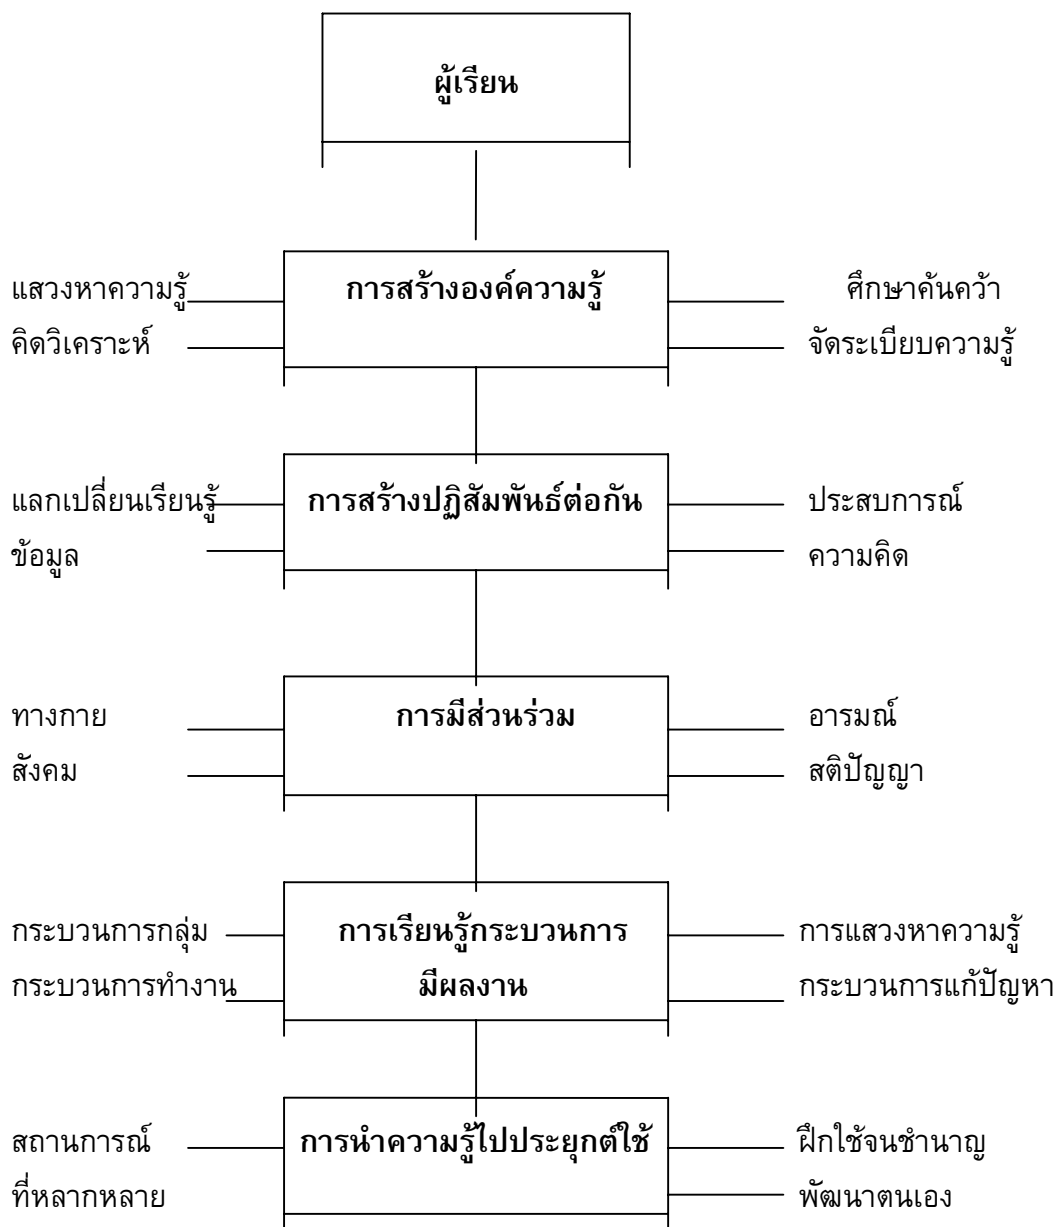 ผู้เรียน
แสวงหาความรู้ การสร้างองค์ความรู้ ศึกษาค้นคว้า
คิดวิเคราะห์ จัดระเบียบความรู้
แลกเปลี่ยนเรียนรู้ การสร้างปฏิสัมพันธ์ต่อกัน ประสบการณ์
ข้อมูล ความคิด
ทางกาย การมีส่วนร่วม อารมณ์
สังคม สติปัญญา
กระบวนการกลุ่ม การเรียนรู้กระบวนการ การแสวงหาความรู้
กระบวนการทำงาน มีผลงาน กระบวนการแก้ปัญหา
สถานการณ์ การนำความรู้ไปประยุกต์ใช้ ฝึกใช้จนชำนาญ
ที่หลากหลาย พัฒนาตนเอง